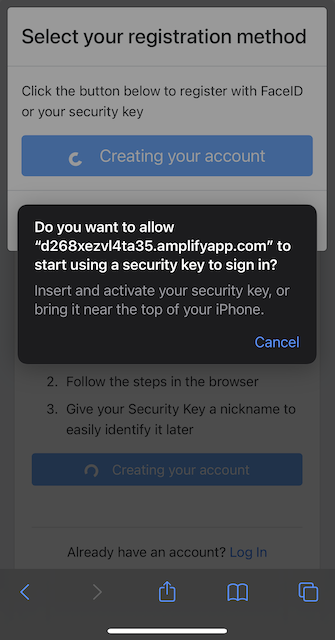 Select your registration method
Click the button below to register with FaceID
or your security key
Creating your account
Do you want to allow
“d268xezvl4ta35.amplifyapp.com” to
start using a security key to sign in?
Insert and activate your security key, or
bring it near the top of your iPhone.
Cancel
2. Follow the steps in the browser
3. Give your Security Key a nickname to
easily identify it later
Creating your account
Already have an account? Log In